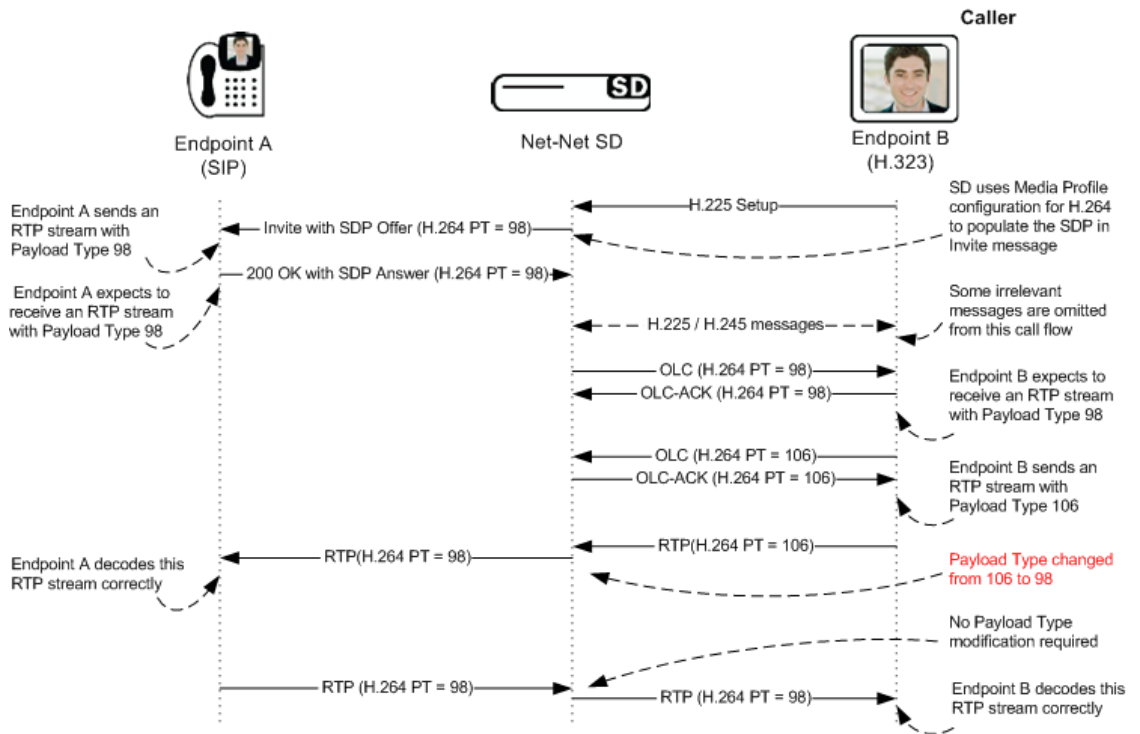 Caller
SD
Endpoint A
(SIP)
Net-Net SD
Endpoint B
(H.323)
Endpoint A sends an
RTP stream with
Payload Type 98
H.225 Setup
SD uses Media Profile
configuration for H.264
to populate the SDP in
Invite message
Invite with SDP Offer (H.264 PT = 98)
200 OK with SDP Answer (H.264 PT = 98)
Endpoint A expects to
receive an RTP stream
with Payload Type 98
Some irrelevant
messages are omitted
from this call flow
H.225 / H.245 messages
OLC (H.264 PT = 98)
OLC-ACK (H.264 PT = 98)
Endpoint B expects to
receive an RTP stream
with Payload Type 98
OLC (H.264 PT = 106)
OLC-ACK (H.264 PT = 106)
Endpoint B sends an
RTP stream with
Payload Type 106
RTP(H.264 PT = 106)
RTP(H.264 PT = 98)
Endpoint A decodes this
RTP stream correctly
Payload Type changed
from 106 to 98
No Payload Type
modification required
RTP (H.264 PT = 98)
RTP (H.264 PT = 98)
Endpoint B decodes this
RTP stream correctly